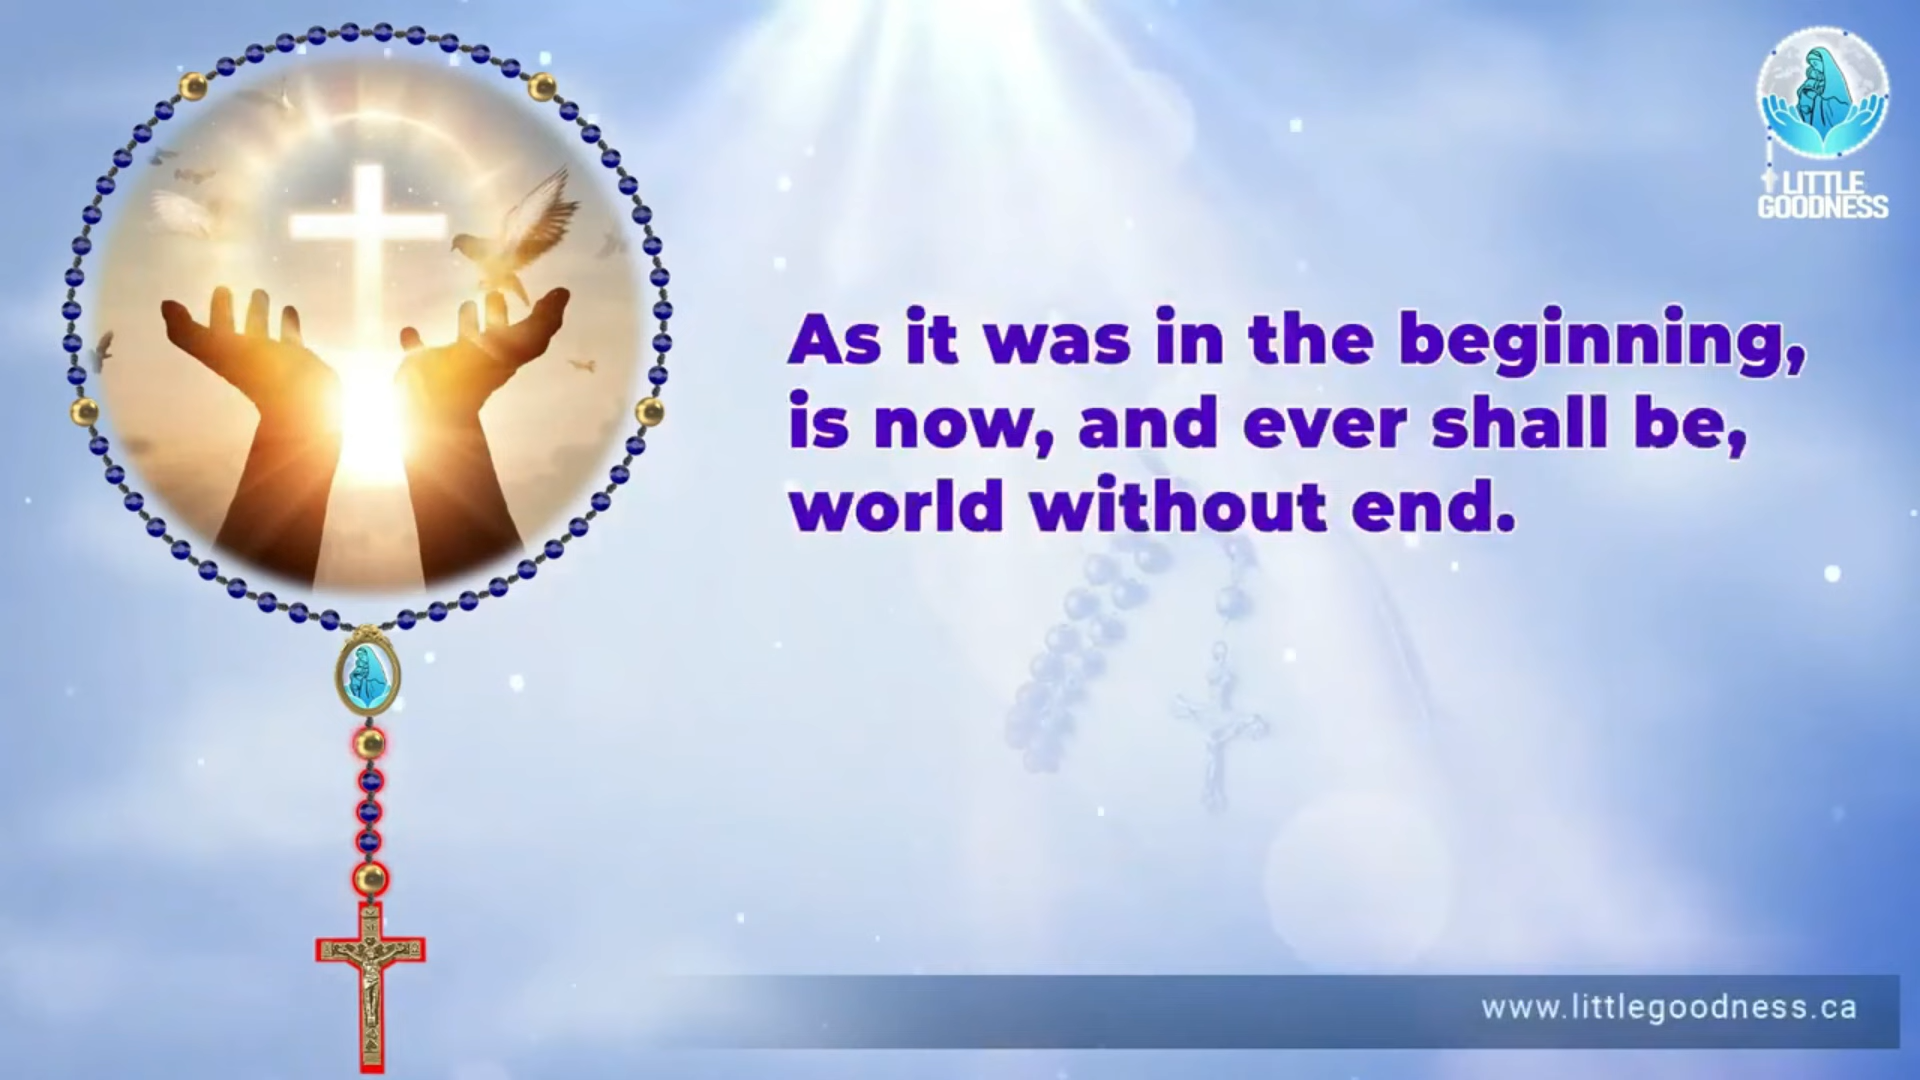 LITTLE
GOODNESS
As it was in the beginning,
is now, and ever shall be,
world without end.
www.littlegoodness.ca